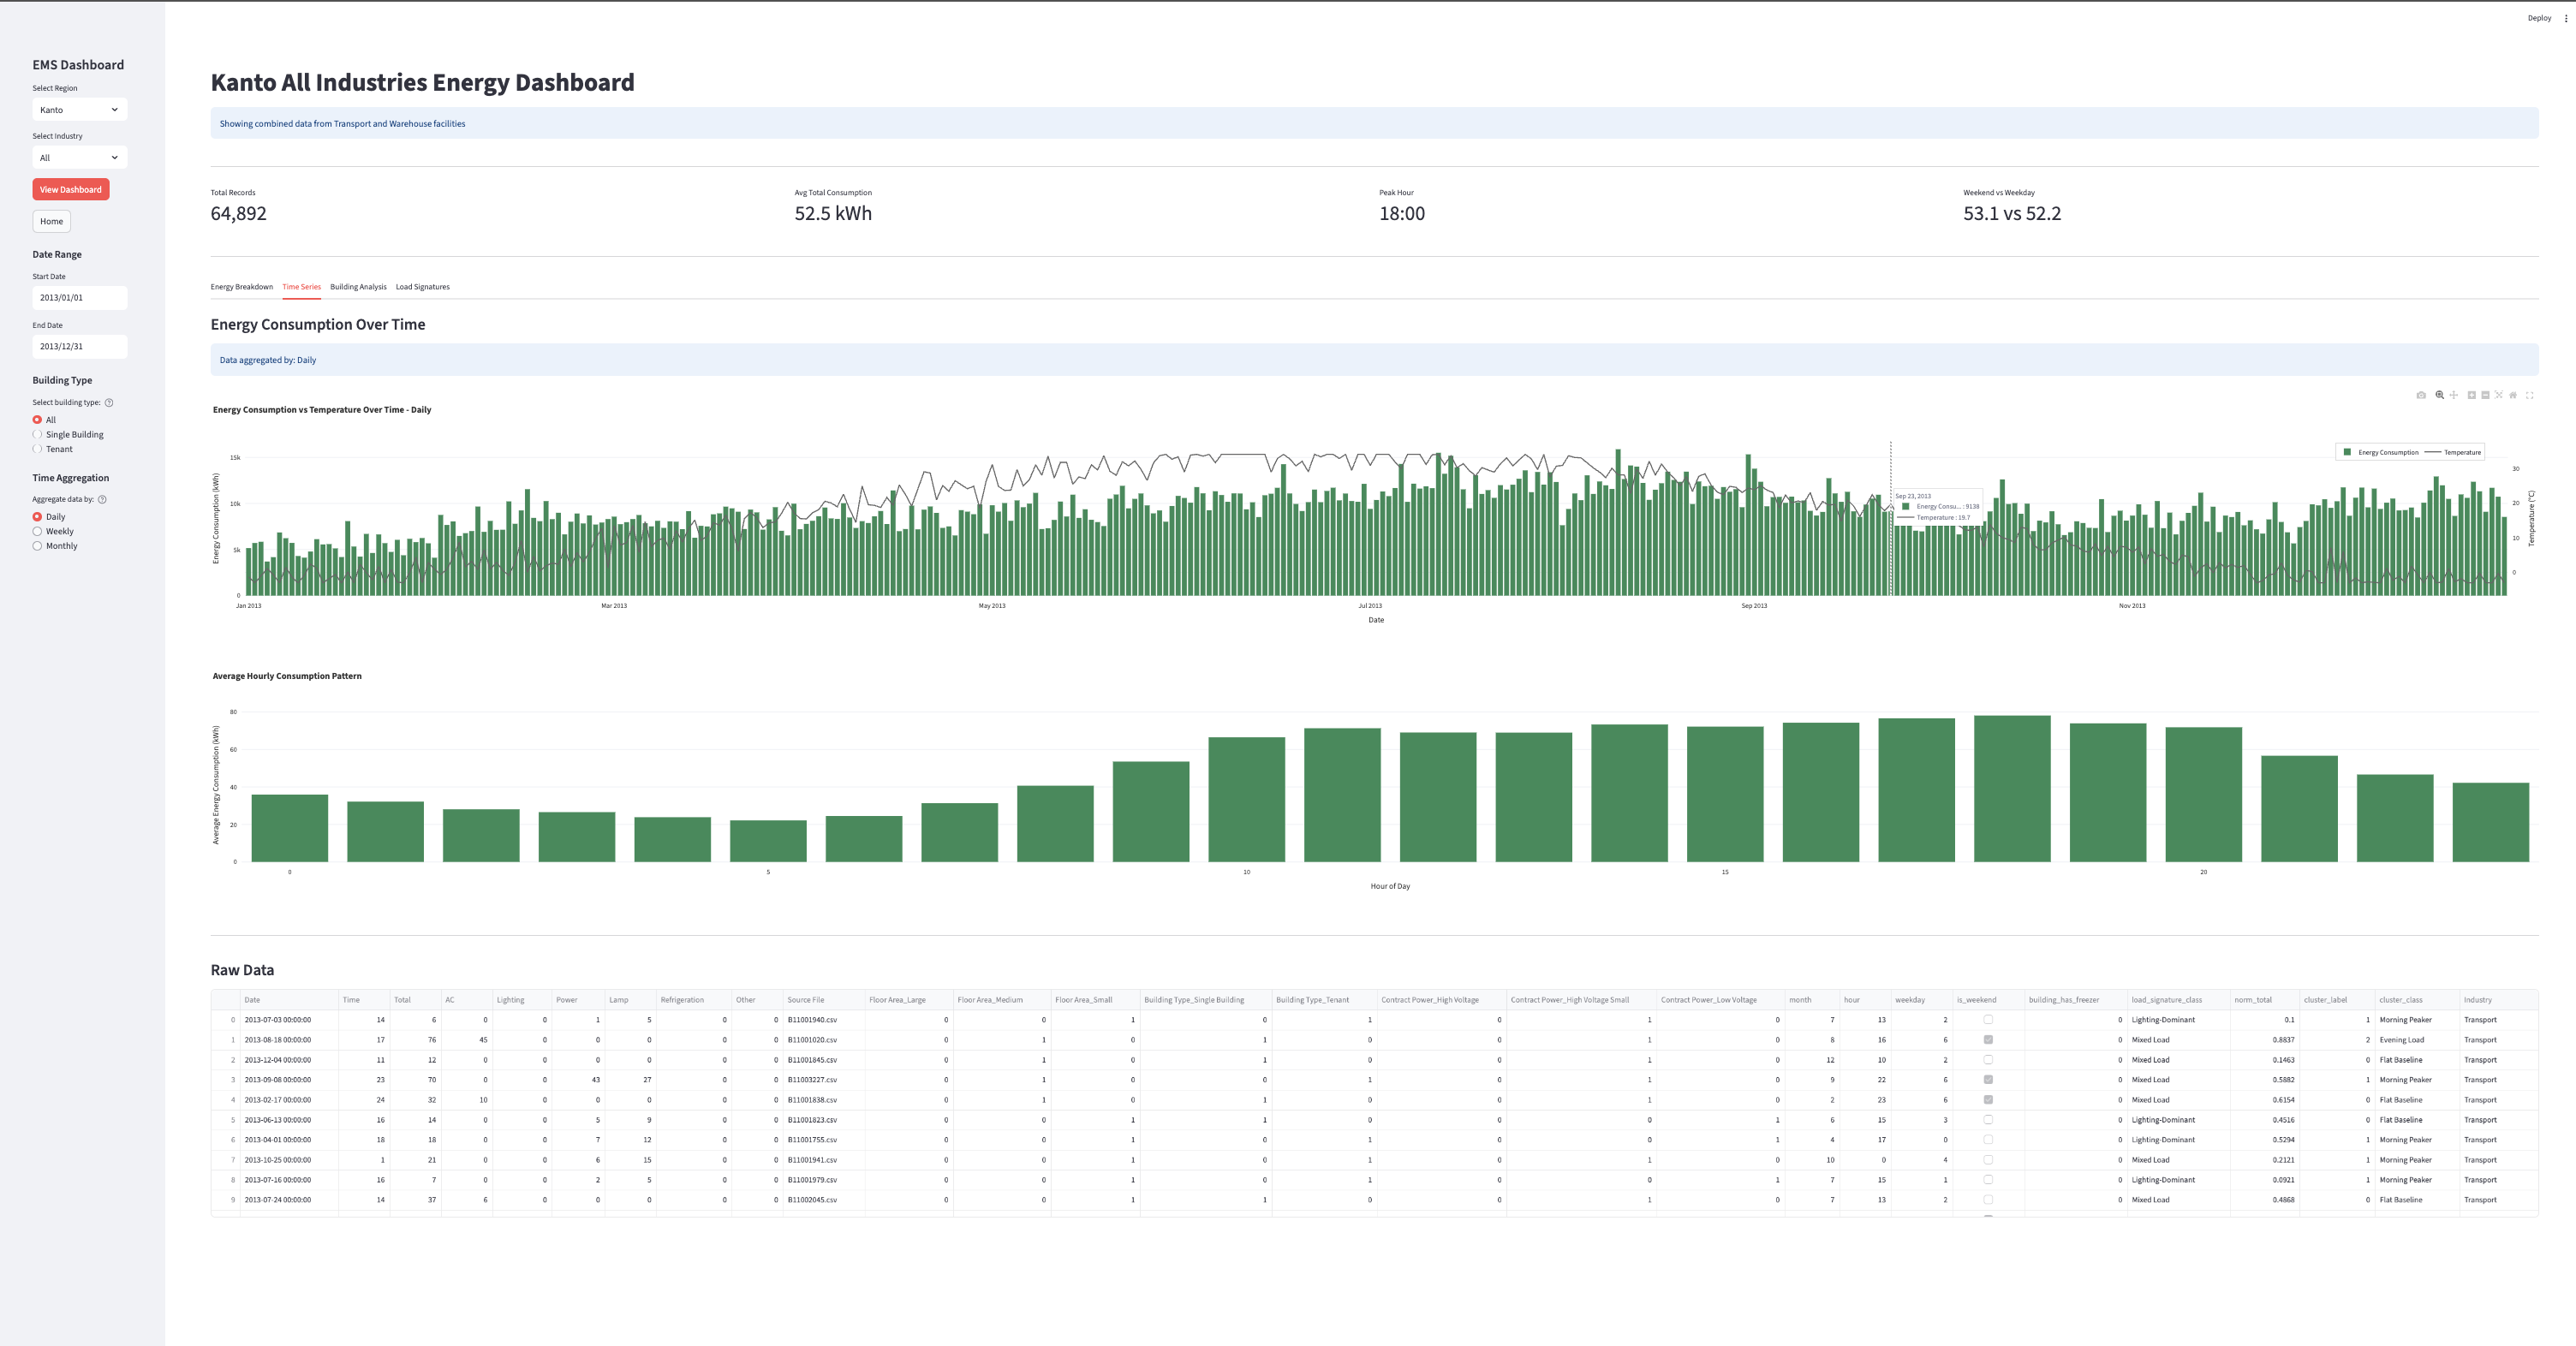 Deploy
EMS Dashboard
Select Region
Kanto
Select Industry
All
View Dashboard
Home
Date Range
Start Date
2013/01/01
End Date
2013/12/31
Building Type
Select building type:
All
Single Building
Tenant
Time Aggregation
Aggregate data by:
Daily
Weekly
Monthly
Kanto All Industries Energy Dashboard
Showing combined data from Transport and Warehouse facilities
Total Records Avg Total Consumption Peak Hour Weekend vs Weekday
64,892 52.5 kWh 18:00 53.1 vs 52.2
Energy Breakdown Time Series Building Analysis Load Signatures
Energy Consumption Over Time
Data aggregated by: Daily
Energy Consumption vs Temperature Over Time - Daily
Energy Consumption Temperature
Energy Consumption (kWh)
15k
10k
5k
0
30
20
10
0
Temperature (°C)
Sep 23, 2013
Energy Consu... : 9138
Temperature : 19.7
Jan 2013 Mar 2013 May 2013 Jul 2013 Sep 2013 Nov 2013
Date
Average Hourly Consumption Pattern
Average Energy Consumption (kWh)
80
60
40
20
0
0 5 10 15 20
Hour of Day
Raw Data
Date Time Total AC Lighting Power Lamp Refrigeration Other Source File Floor Area_Large Floor Area_Medium Floor Area_Small Building Type_Single Building Building Type_Tenant Contract Power_High Voltage Contract Power_High Voltage Small Contract Power_Low Voltage month hour weekday is_weekend building_has_freezer load_signature_class norm_total cluster_label cluster_class Industry
0 2013-07-03 00:00:00 14 6 0 0 1 5 0 0 B11001940.csv 0 0 1 0 1 0 1 0 7 13 2 0 Lighting-Dominant 0.1 1 Morning Peaker Transport
1 2013-08-18 00:00:00 17 76 45 0 0 0 0 0 B11001020.csv 0 1 0 1 0 0 1 0 8 16 6 0 Mixed Load 0.8837 2 Evening Load Transport
2 2013-12-04 00:00:00 11 12 0 0 0 0 0 0 B11001845.csv 0 1 0 1 0 0 1 0 12 10 2 0 Mixed Load 0.1463 0 Flat Baseline Transport
3 2013-09-08 00:00:00 23 70 0 0 43 27 0 0 B11003227.csv 0 1 0 0 1 0 1 0 9 22 6 0 Mixed Load 0.5882 1 Morning Peaker Transport
4 2013-02-17 00:00:00 24 32 10 0 0 0 0 0 B11001838.csv 0 1 0 1 0 0 1 0 2 23 6 0 Mixed Load 0.6154 0 Flat Baseline Transport
5 2013-06-13 00:00:00 16 14 0 0 5 9 0 0 B11001823.csv 0 0 1 1 0 0 0 1 6 15 3 0 Lighting-Dominant 0.4516 0 Flat Baseline Transport
6 2013-04-01 00:00:00 18 18 0 0 7 12 0 0 B11001755.csv 0 0 1 0 1 0 0 1 4 17 0 0 Lighting-Dominant 0.5294 1 Morning Peaker Transport
7 2013-10-25 00:00:00 1 21 0 0 6 15 0 0 B11001941.csv 0 0 1 0 1 0 1 0 10 0 4 0 Mixed Load 0.2121 1 Morning Peaker Transport
8 2013-07-16 00:00:00 16 7 0 0 2 5 0 0 B11001979.csv 0 0 1 0 1 0 0 1 7 15 1 0 Lighting-Dominant 0.0921 1 Morning Peaker Transport
9 2013-07-24 00:00:00 14 37 6 0 0 0 0 0 B11002045.csv 0 0 1 1 0 0 1 0 7 13 2 0 Mixed Load 0.4868 0 Flat Baseline Transport